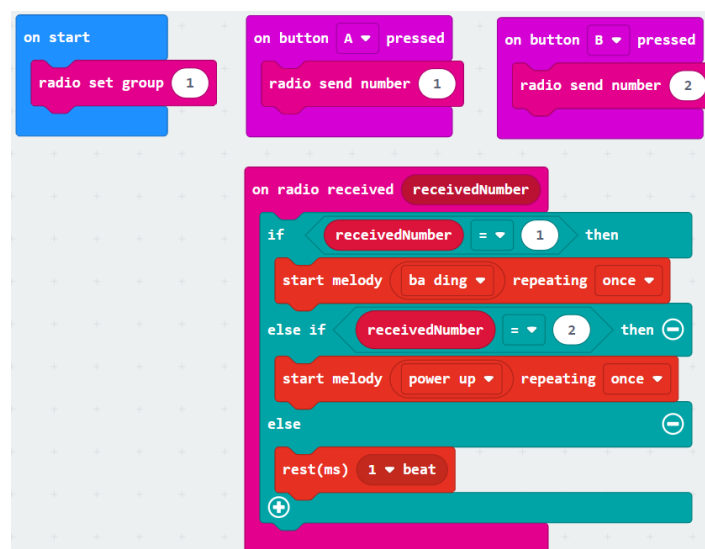 on start
radio set group 1
on button A pressed
radio send number 1
on button B pressed
radio send number 2
on radio received receivedNumber
if receivedNumber = 1 then
start melody ba ding repeating once
else if receivedNumber = 2 then
start melody power up repeating once
else
rest(ms) 1 beat